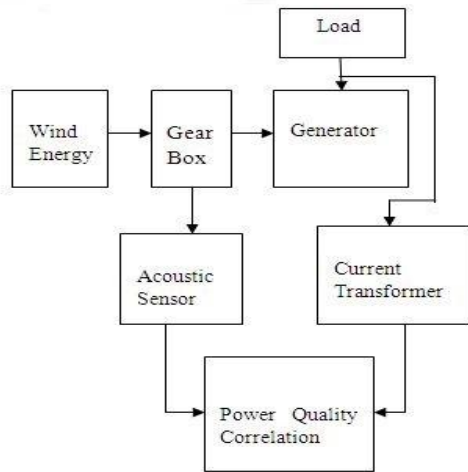 Load
Wind
Energy
Gear
Box
Generator
Acoustic
Sensor
Current
Transformer
Power Quality
Correlation